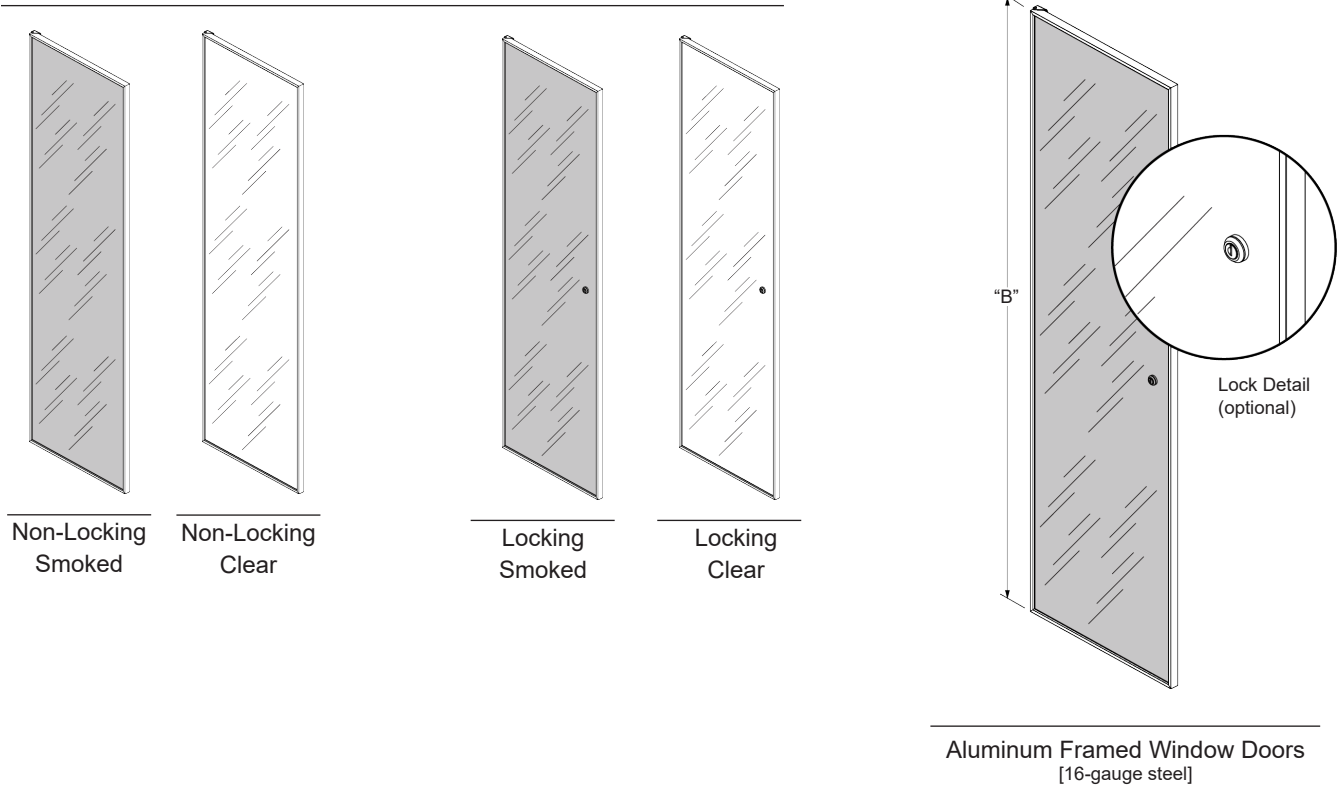 Non-Locking
Smoked
Non-Locking
Clear
Locking
Smoked
Locking
Clear
“B”
Lock Detail
(optional)
Aluminum Framed Window Doors
[16-gauge steel]